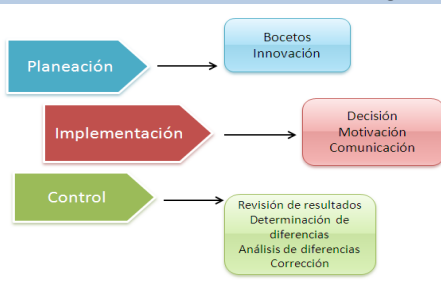 Planeación
Bocetos
Innovación
Implementación
Decisión
Motivación
Comunicación
Control
Revisión de resultados
Determinación de
diferencias
Análisis de diferencias
Corrección